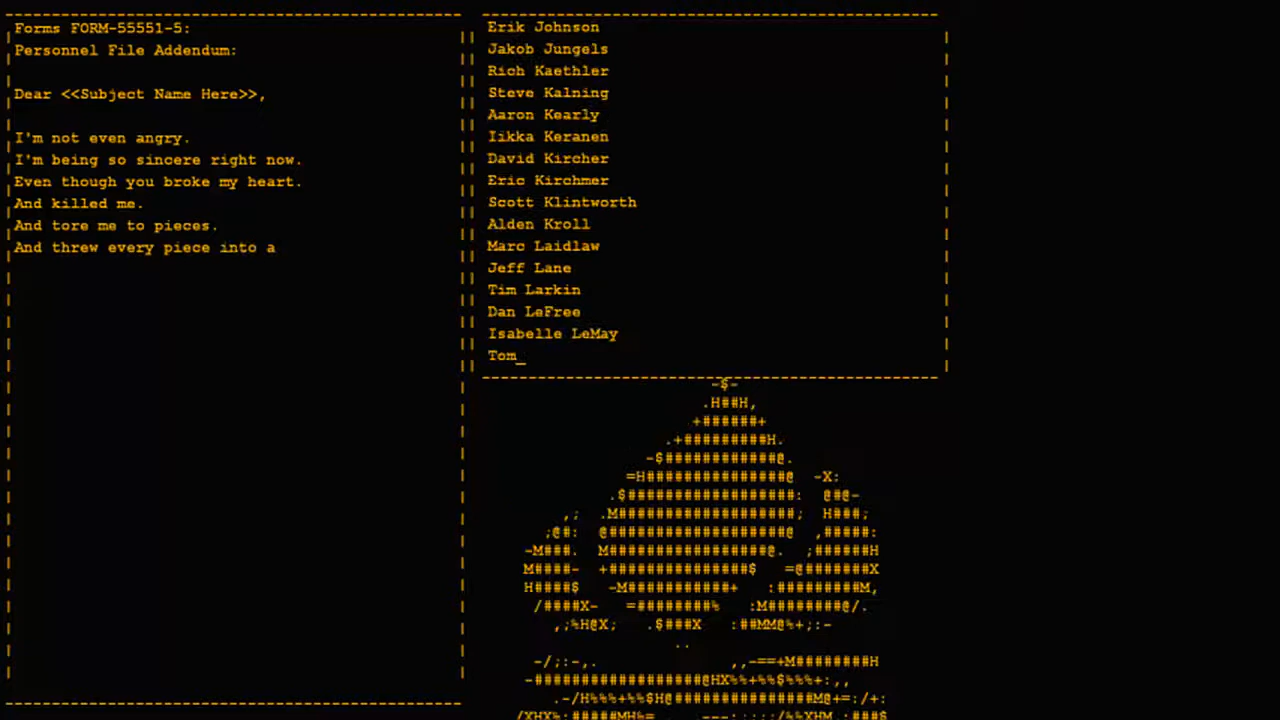 Forms FORM-55551-5:
Personnel File Addendum:
Dear <<Subject Name Here>>,
I'm not even angry.
I'm being so sincere right now.
Even though you broke my heart.
And killed me.
And tore me to pieces.
And threw every piece into a
Erik Johnson
Jakob Jungels
Rich Kaethler
Steve Kalning
Aaron Kearly
Iikka Keranen
David Kircher
Eric Kirchmer
Scott Klintworth
Alden Kroll
Marc Laidlaw
Jeff Lane
Tim Larkin
Dan LeFree
Isabelle LeMay
Tom_